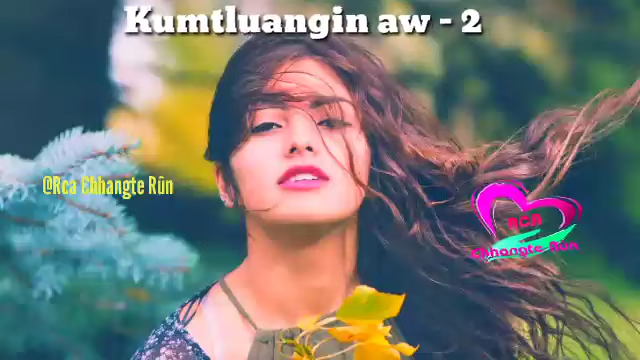 Kumtluangin aw - 2
@Rca Chhangte Rûn
RCA
Chhangte Run